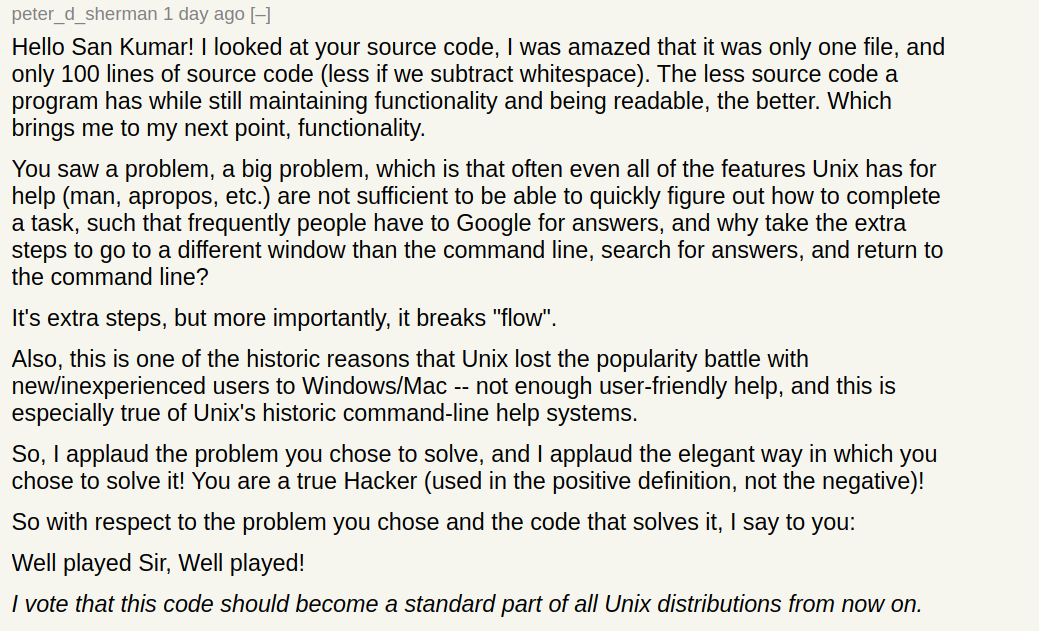 peter_d_sherman 1 day ago [–]
Hello San Kumar! I looked at your source code, I was amazed that it was only one file, and
only 100 lines of source code (less if we subtract whitespace). The less source code a
program has while still maintaining functionality and being readable, the better. Which
brings me to my next point, functionality.
You saw a problem, a big problem, which is that often even all of the features Unix has for
help (man, apropos, etc.) are not sufficient to be able to quickly figure out how to complete
a task, such that frequently people have to Google for answers, and why take the extra
steps to go to a different window than the command line, search for answers, and return to
the command line?
It's extra steps, but more importantly, it breaks "flow".
Also, this is one of the historic reasons that Unix lost the popularity battle with
new/inexperienced users to Windows/Mac -- not enough user-friendly help, and this is
especially true of Unix's historic command-line help systems.
So, I applaud the problem you chose to solve, and I applaud the elegant way in which you
chose to solve it! You are a true Hacker (used in the positive definition, not the negative)!
So with respect to the problem you chose and the code that solves it, I say to you:
Well played Sir, Well played!
I vote that this code should become a standard part of all Unix distributions from now on.